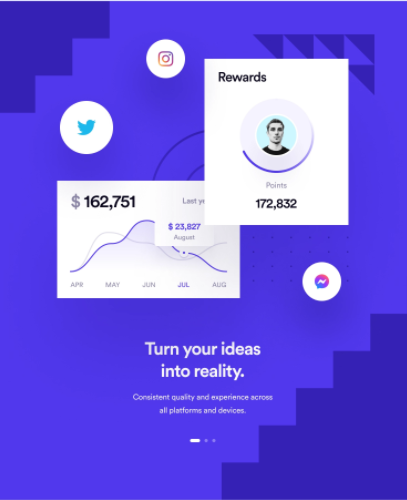 Rewards
Points
172,832
$ 162,751
Last
$ 23,827
August
APR MAY JUN JUL AUG
Turn your ideas
into reality.
Consistent quality and experience across
all platforms and devices.